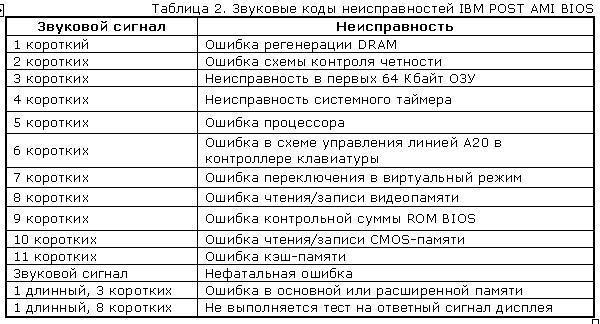 Таблица 2. Звуковые коды неисправностей IBM POST AMI BIOS
Звуковой сигнал Неисправность
1 короткий Ошибка регенерации DRAM
2 коротких Ошибка схемы контроля четности
3 коротких Неисправность в первых 64 Кбайт ОЗУ
4 коротких Неисправность системного таймера
5 коротких Ошибка процессора
6 коротких Ошибка в схеме управления линией A20 в
контроллере клавиатуры
7 коротких Ошибка переключения в виртуальный режим
8 коротких Ошибка чтения/записи видеопамяти
9 коротких Ошибка контрольной суммы ROM BIOS
10 коротких Ошибка чтения/записи CMOS-памяти
11 коротких Ошибка кэш-памяти
Звуковой сигнал Нефатальная ошибка
1 длинный, 3 коротких Ошибка в основной или расширенной памяти
1 длинный, 8 коротких Не выполняется тест на ответный сигнал дисплея